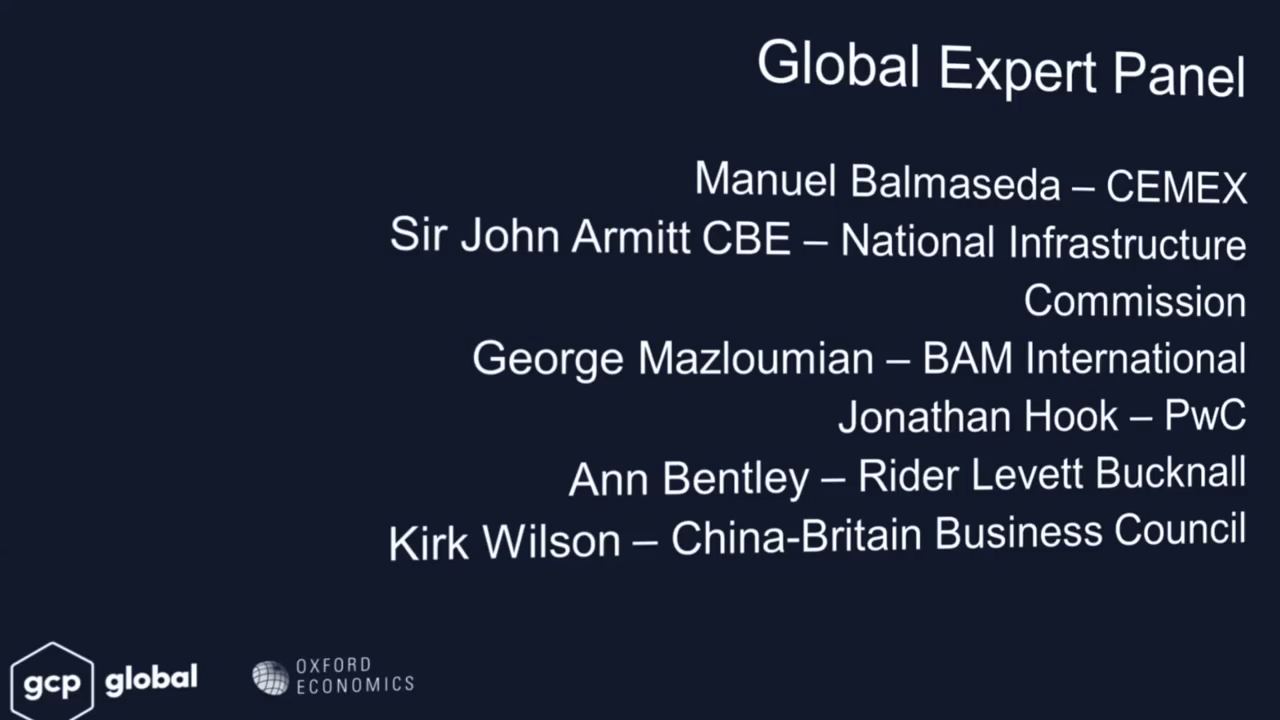 Global Expert Panel
Manuel Balmaseda – CEMEX
Sir John Armitt CBE – National Infrastructure
Commission
George Mazloumian – BAM International
Jonathan Hook – PwC
Ann Bentley – Rider Levett Bucknall
Kirk Wilson – China-Britain Business Council
gcp global
OXFORD
ECONOMICS